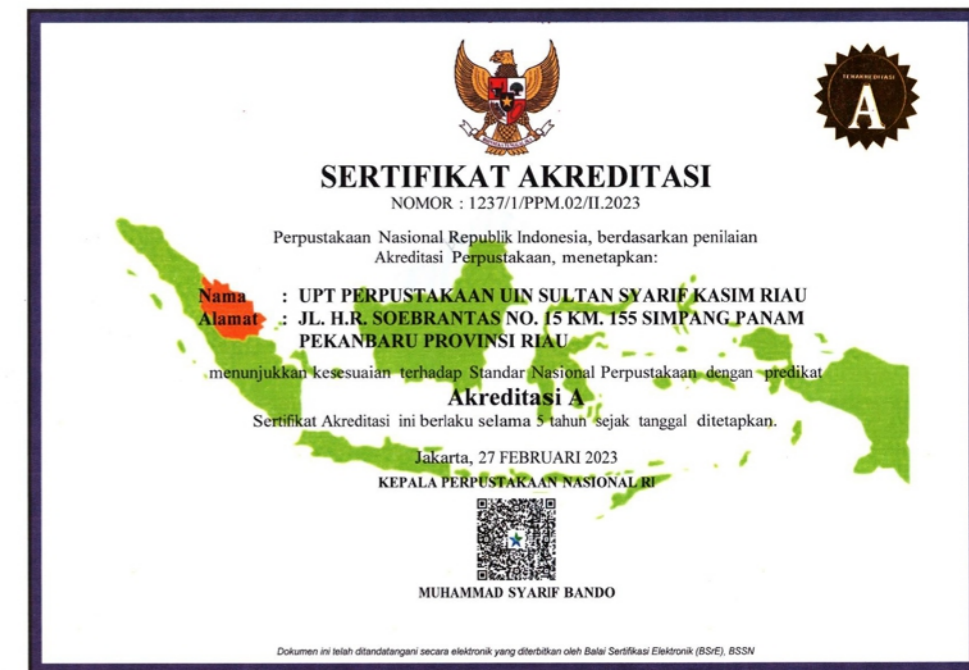 TERAKREDITASI
A
SERTIFIKAT AKREDITASI
NOMOR : 1237/1/PPM.02/II.2023
Perpustakaan Nasional Republik Indonesia, berdasarkan penilaian
Akreditasi Perpustakaan, menetapkan:
Nama : UPT PERPUSTAKAAN UIN SULTAN SYARIF KASIM RIAU
Alamat : JL. H.R. SOEBRANTAS NO. 15 KM. 155 SIMPANG PANAM
PEKANBARU PROVINSI RIAU
menunjukkan kesesuaian terhadap Standar Nasional Perpustakaan dengan predikat
Akreditasi A
Sertifikat Akreditasi ini berlaku selama 5 tahun sejak tanggal ditetapkan.
Jakarta, 27 FEBRUARI 2023
KEPALA PERPUSTAKAAN NASIONAL RI
MUHAMMAD SYARIF BANDO
Dokumen ini telah ditandatangani secara elektronik yang diterbitkan oleh Balai Sertifikasi Elektronik (BSrE), BSSN